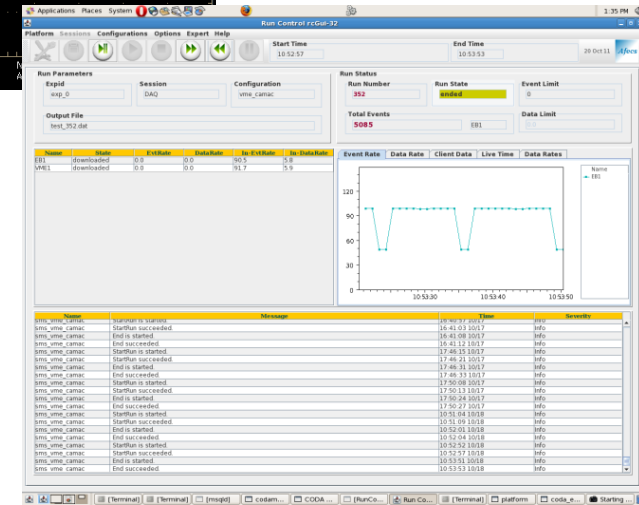 Applications Places System 1:35 PM
Run Control rcGui-32
Platform Sessions Configurations Options Expert Help
Start Time
10:52:57
End Time
10:53:53
20 Oct 11 Afecs
Run Parameters
Expid Session Configuration
exp_0 DAQ vme_camac
Output File
test_352.dat
Run Status
Run Number Run State Event Limit
352 ended 0
Total Events Data Limit
5085 EB1
Name State EvtRate DataRate In-EvtRate In-DataRate
EB1 downloaded 0.0 0.0 90.5 5.8
VME1 downloaded 0.0 0.0 91.7 5.9
Event Rate Data Rate Client Data Live Time Data Rates
Name
EB1
120
90
60
30
0
10:53:30 10:53:40 10:53:50
Name Message Time Severity
sms_vme_camac StartRun is started. 16:40:57 10/17 Info
sms_vme_camac StartRun succeeded. 16:41:03 10/17 Info
sms_vme_camac End is started. 16:41:08 10/17 Info
sms_vme_camac End succeeded. 16:41:12 10/17 Info
sms_vme_camac StartRun is started. 17:46:15 10/17 Info
sms_vme_camac StartRun succeeded. 17:46:21 10/17 Info
sms_vme_camac End is started. 17:46:31 10/17 Info
sms_vme_camac End succeeded. 17:46:33 10/17 Info
sms_vme_camac StartRun is started. 17:50:08 10/17 Info
sms_vme_camac StartRun succeeded. 17:50:13 10/17 Info
sms_vme_camac End is started. 17:50:24 10/17 Info
sms_vme_camac End succeeded. 17:50:27 10/17 Info
sms_vme_camac StartRun is started. 10:51:04 10/18 Info
sms_vme_camac StartRun succeeded. 10:51:09 10/18 Info
sms_vme_camac End is started. 10:52:01 10/18 Info
sms_vme_camac End succeeded. 10:52:04 10/18 Info
sms_vme_camac StartRun is started. 10:52:52 10/18 Info
sms_vme_camac StartRun succeeded. 10:52:57 10/18 Info
sms_vme_camac End is started. 10:53:51 10/18 Info
sms_vme_camac End succeeded. 10:53:53 10/18 Info
[Terminal] [Terminal] [msqld] codam... CODA ... [RunCo... Run Co... [Terminal] platform coda_e... Starting ...